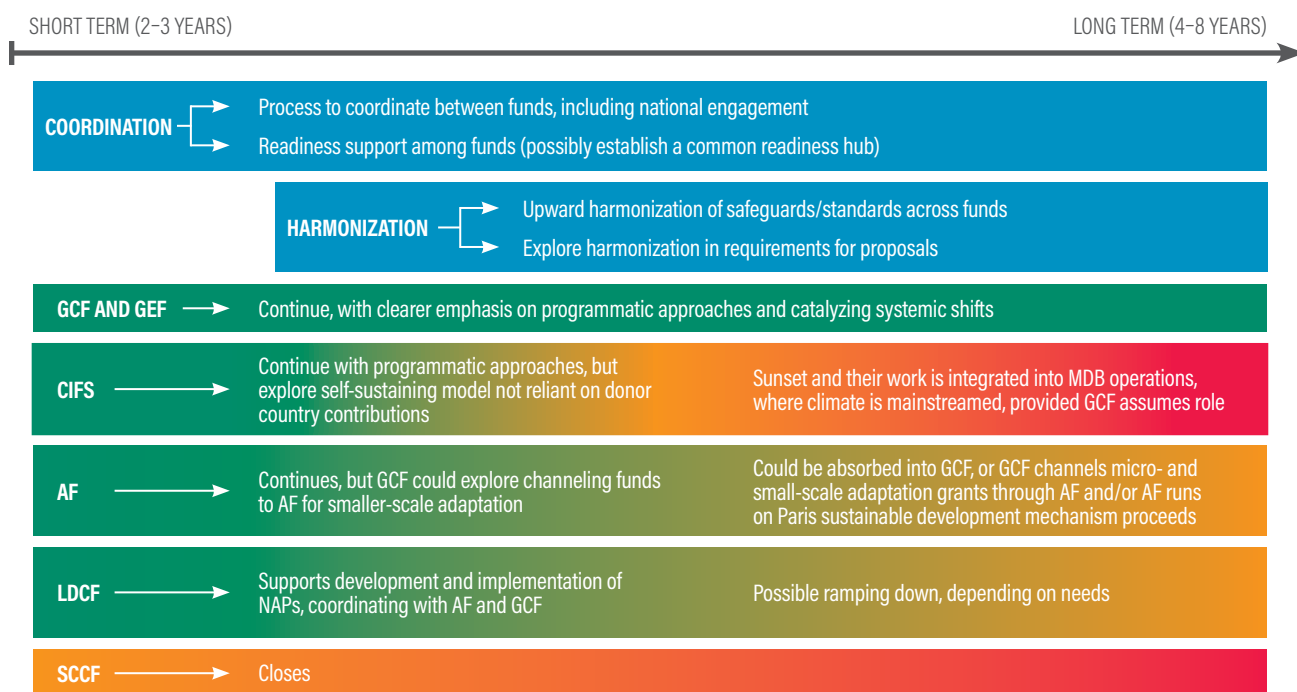 SHORT TERM (2–3 YEARS)
LONG TERM (4–8 YEARS)
COORDINATION
Process to coordinate between funds, including national engagement
Readiness support among funds (possibly establish a common readiness hub)
HARMONIZATION
Upward harmonization of safeguards/standards across funds
Explore harmonization in requirements for proposals
GCF AND GEF
Continue, with clearer emphasis on programmatic approaches and catalyzing systemic shifts
CIFS
Continue with programmatic approaches, but
explore self-sustaining model not reliant on donor
country contributions
Sunset and their work is integrated into MDB operations,
where climate is mainstreamed, provided GCF assumes role
AF
Continues, but GCF could explore channeling funds
to AF for smaller-scale adaptation
Could be absorbed into GCF, or GCF channels micro- and
small-scale adaptation grants through AF and/or AF runs
on Paris sustainable development mechanism proceeds
LDCF
Supports development and implementation of
NAPs, coordinating with AF and GCF
Possible ramping down, depending on needs
SCCF
Closes